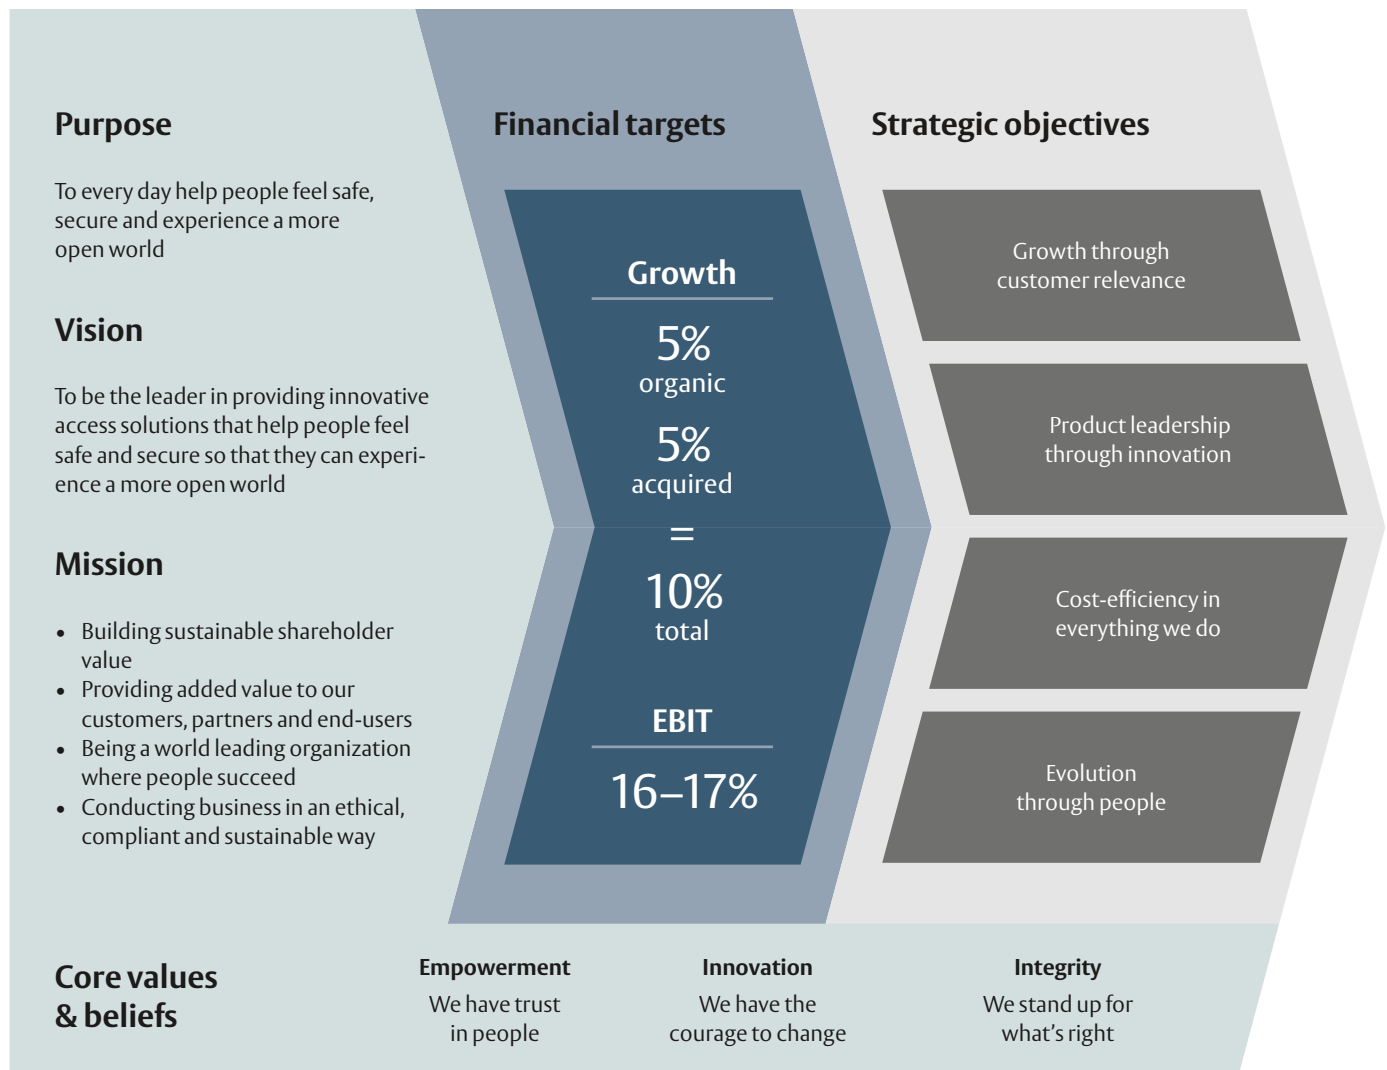 Purpose
To every day help people feel safe,
secure and experience a more
open world
Vision
To be the leader in providing innovative
access solutions that help people feel
safe and secure so that they can experi-
ence a more open world
Mission
• Building sustainable shareholder
value
• Providing added value to our
customers, partners and end-users
• Being a world leading organization
where people succeed
• Conducting business in an ethical,
compliant and sustainable way
Financial targets
Growth
5%
organic
5%
acquired
=
10%
total
EBIT
16–17%
Strategic objectives
Growth through
customer relevance
Product leadership
through innovation
Cost-efficiency in
everything we do
Evolution
through people
Core values
& beliefs
Empowerment
We have trust
in people
Innovation
We have the
courage to change
Integrity
We stand up for
what’s right